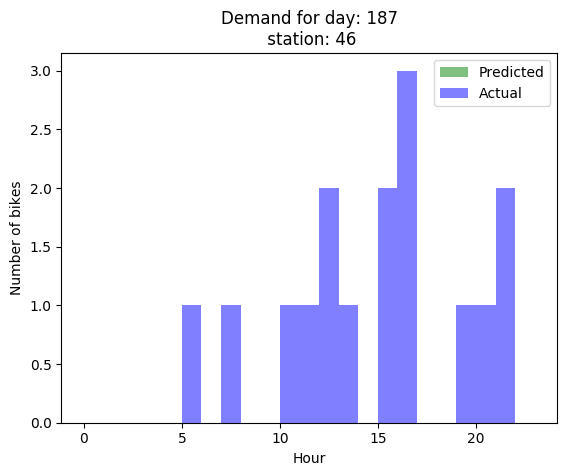 Demand for day: 187
station: 46
Predicted
Actual
3.0
2.5
2.0
1.5
1.0
0.5
0.0
Number of bikes
0 5 10 15 20
Hour